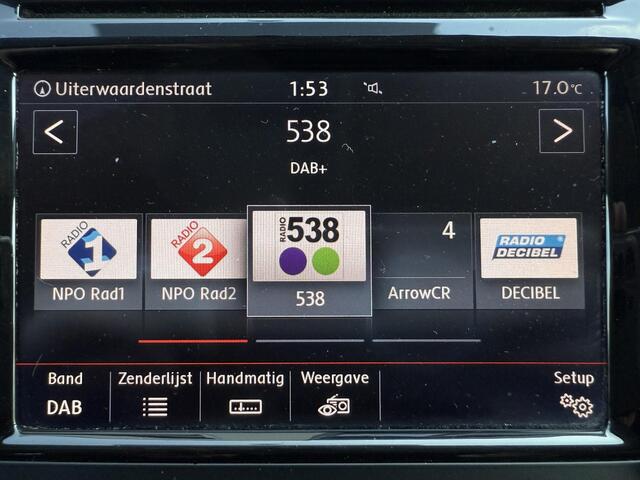 Uiterwaardenstraat 1:53 17.0°C
538
DAB+
RADIO 1
RADIO 2
RADIO 538
4
RADIO DECIBEL
NPO Rad1 NPO Rad2 538 ArrowCR DECIBEL
Band Zenderlijst Handmatig Weergave Setup
DAB